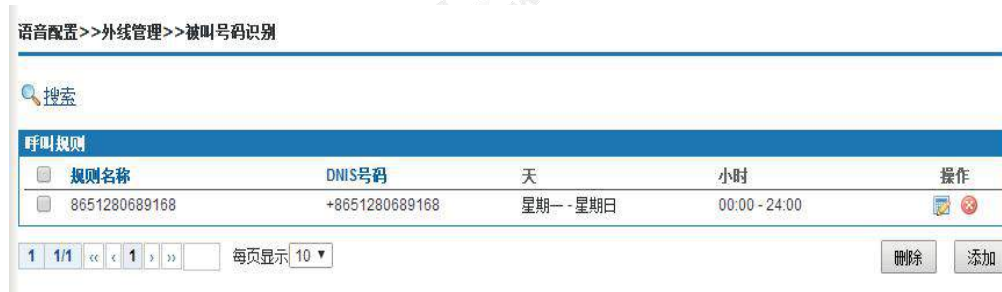 语音配置>>外线管理>>被叫号码识别
搜索
呼叫规则
规则名称 DNIS号码 天 小时 操作
8651280689168 +8651280689168 星期一 - 星期日 00:00 - 24:00
1 1/1 « ‹ 1 › » 每页显示 10 ▼ 删除 添加